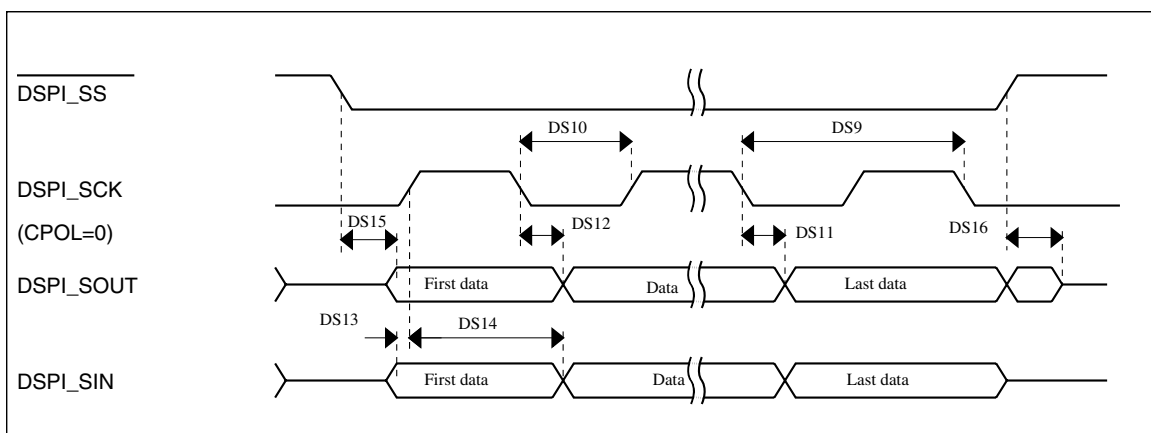 DSPI_SS
DS10
DS9
DSPI_SCK
(CPOL=0)
DS15
DS12
DS11
DS16
DSPI_SOUT
First data
Data
Last data
DS13
DS14
DSPI_SIN
First data
Data
Last data